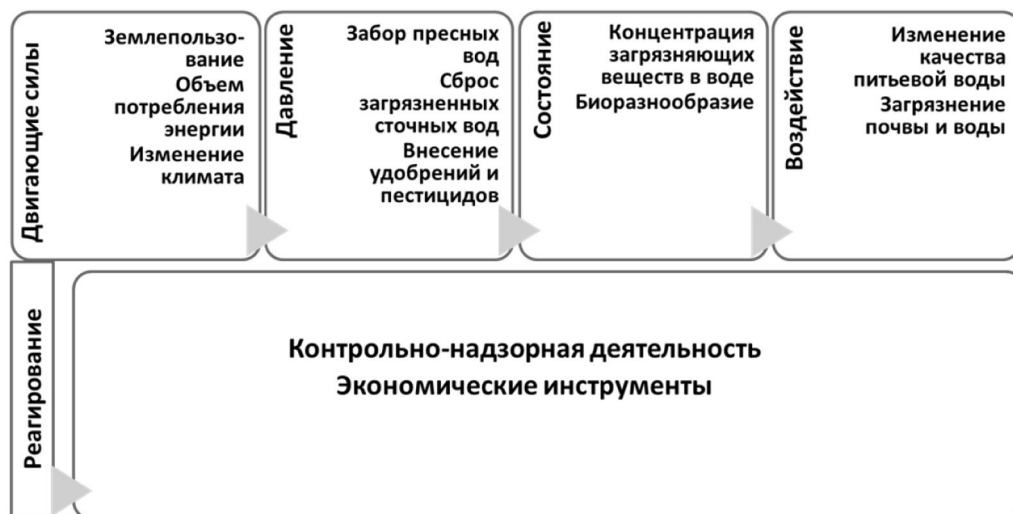 Двигающие силы
Землепользо-
вание
Объем
потребления
энергии
Изменение
климата
Давление
Забор пресных
вод
Сброс
загрязненных
сточных вод
Внесение
удобрений и
пестицидов
Состояние
Концентрация
загрязняющих
веществ в воде
Биоразнообразие
Воздействие
Изменение
качества
питьевой воды
Загрязнение
почвы и воды
Реагирование
Контрольно-надзорная деятельность
Экономические инструменты